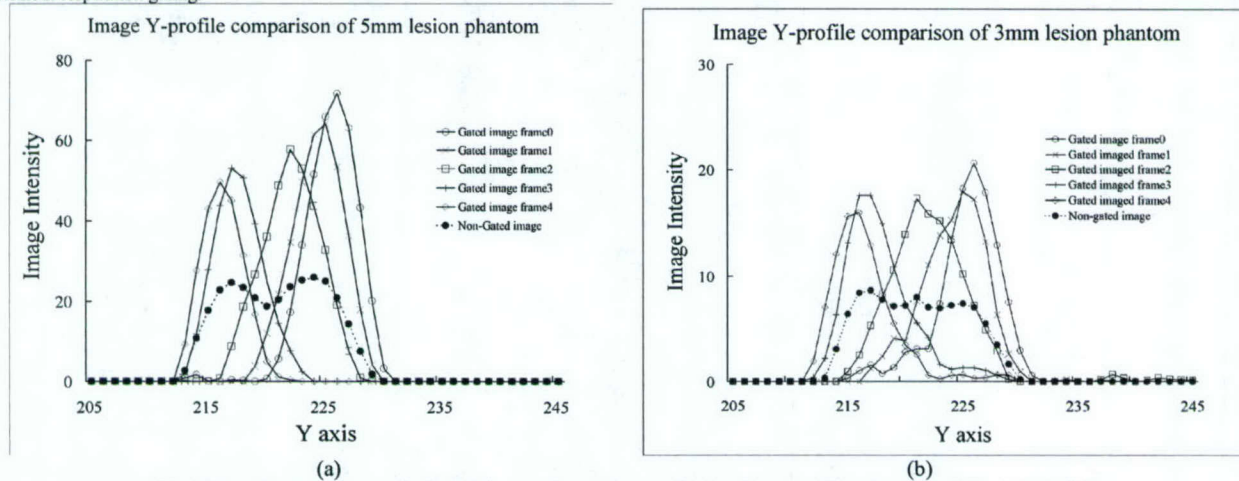 Image Y-profile comparison of 5mm lesion phantom
80
60
40
20
0
Image Intensity
205
215
225
235
245
Y axis
Gated image frame0
Gated image frame1
Gated image frame2
Gated image frame3
Gated image frame4
Non-Gated image
(a)
Image Y-profile comparison of 3mm lesion phantom
30
20
10
0
Image Intensity
205
215
225
235
245
Y axis
Gated image frame0
Gated imaged frame1
Gated imaged frame2
Gated imaged frame3
Gated imaged frame4
Non-gated image
(b)